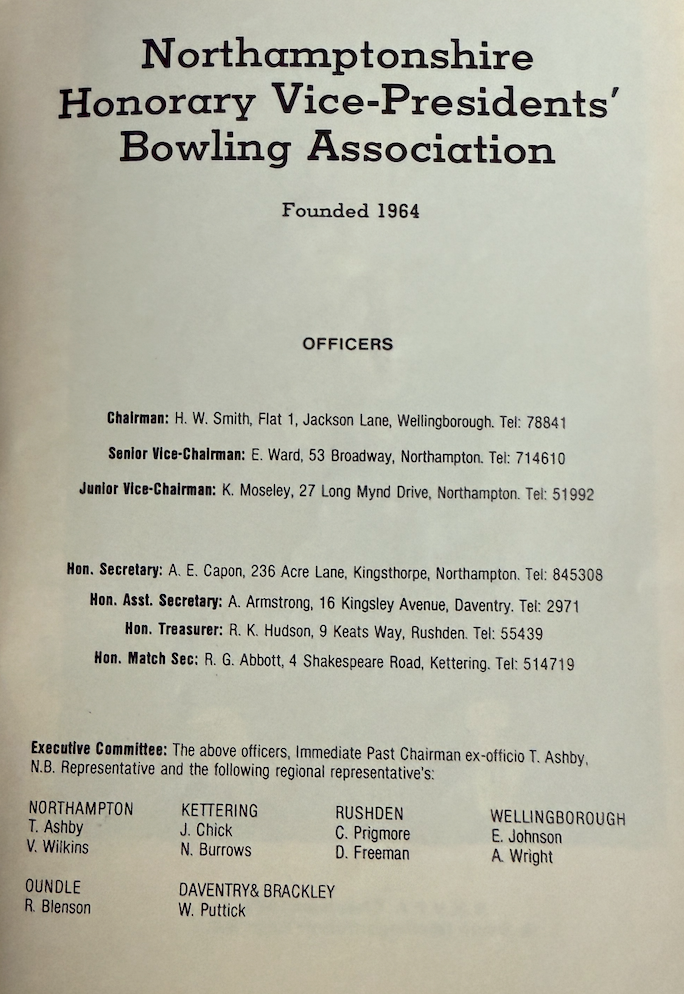 Northamptonshire
Honorary Vice-Presidents'
Bowling Association
Founded 1964
OFFICERS
Chairman: H. W. Smith, Flat 1, Jackson Lane, Wellingborough. Tel: 78841
Senior Vice-Chairman: E. Ward, 53 Broadway, Northampton. Tel: 714610
Junior Vice-Chairman: K. Moseley, 27 Long Mynd Drive, Northampton. Tel: 51992
Hon. Secretary: A. E. Capon, 236 Acre Lane, Kingsthorpe, Northampton. Tel: 845308
Hon. Asst. Secretary: A. Armstrong, 16 Kingsley Avenue, Daventry. Tel: 2971
Hon. Treasurer: R. K. Hudson, 9 Keats Way, Rushden. Tel: 55439
Hon. Match Sec: R. G. Abbott, 4 Shakespeare Road, Kettering. Tel: 514719
Executive Committee: The above officers, Immediate Past Chairman ex-officio T. Ashby,
N.B. Representative and the following regional representative's:
NORTHAMPTON KETTERING RUSHDEN WELLINGBOROUGH
T. Ashby J. Chick C. Prigmore E. Johnson
V. Wilkins N. Burrows D. Freeman A. Wright
OUNDLE DAVENTRY& BRACKLEY
R. Blenson W. Puttick